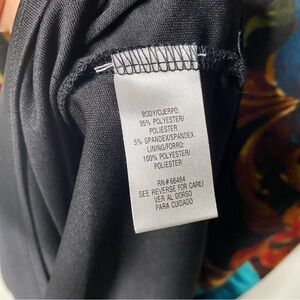 BODY/CUERPO:
95% POLYESTER/
POLIESTER
5% SPANDEX/SPANDEX
LINING/FORRO:
100% POLYESTER/
POLIESTER
RN# 66464
SEE REVERSE FOR CARE/
VER AL DORSO
PARA CUIDADO